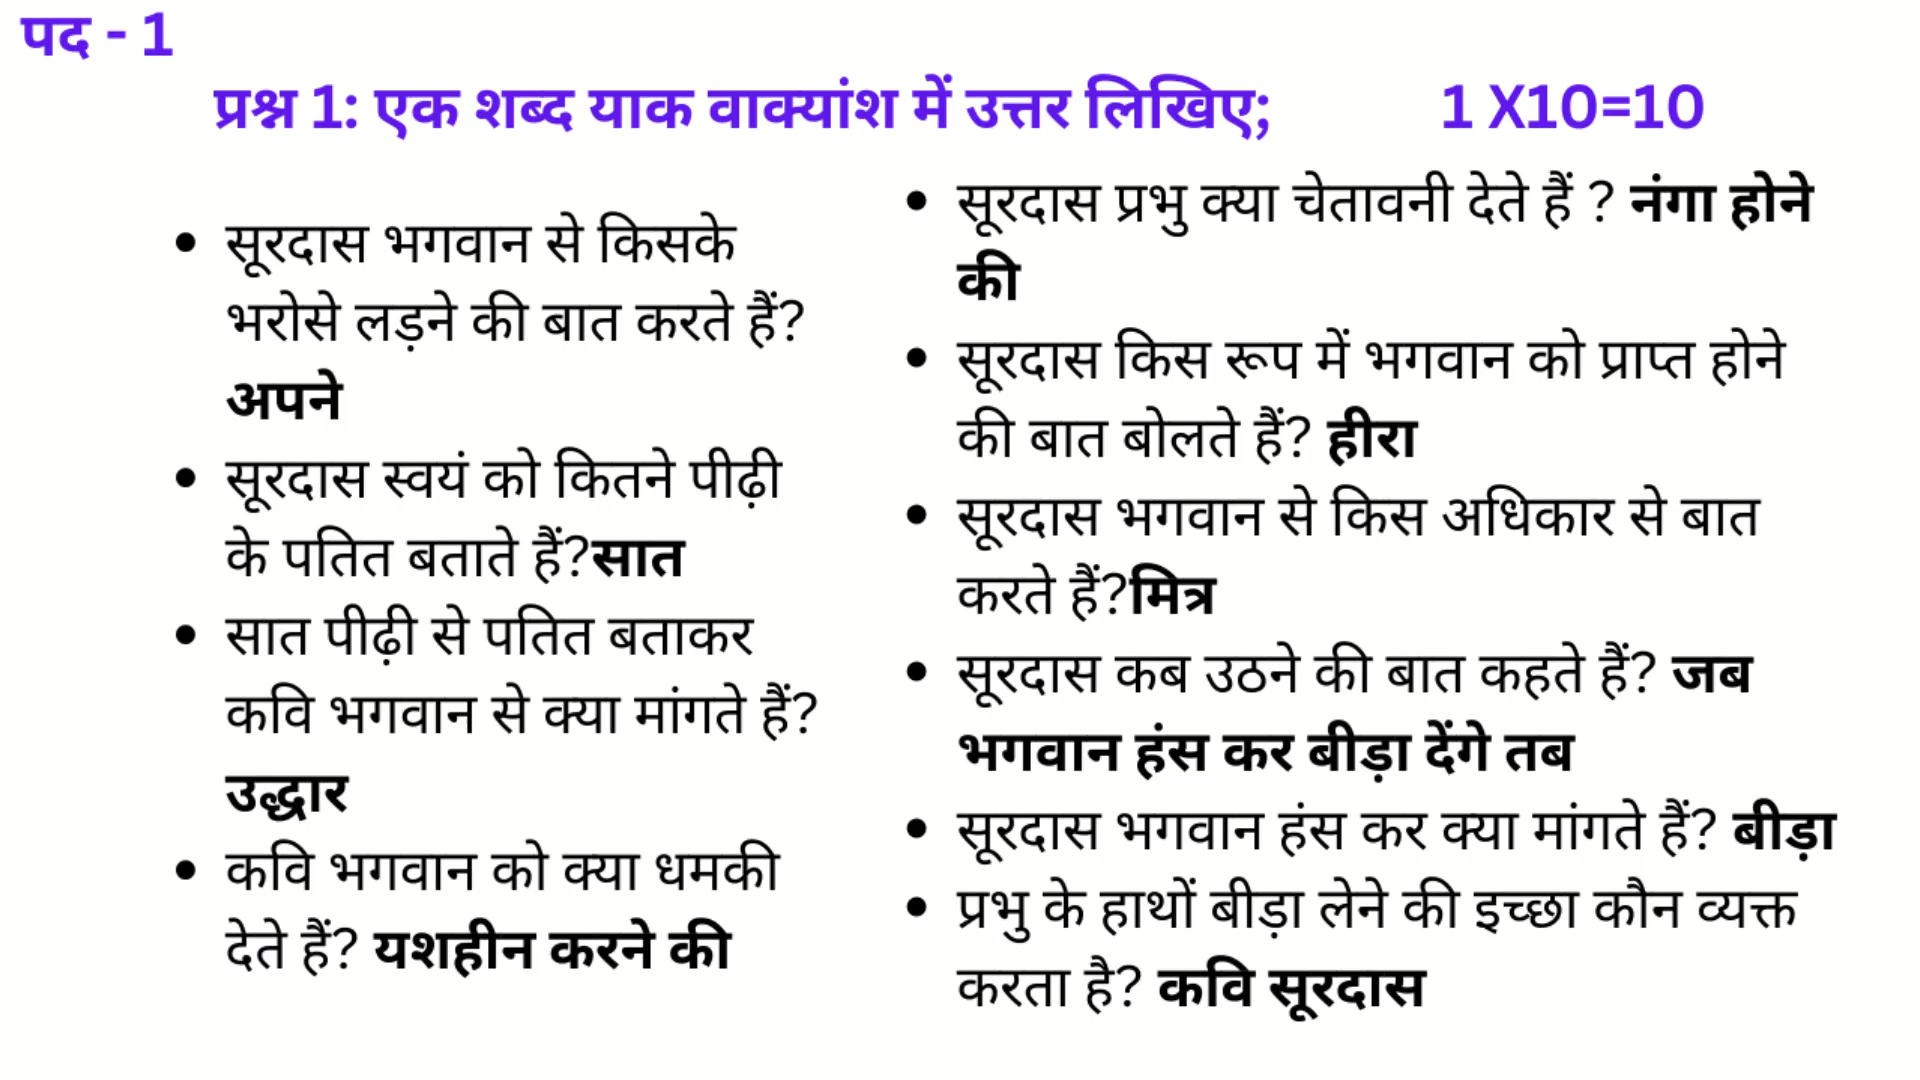 पद - 1
प्रश्न 1: एक शब्द याक वाक्यांश में उत्तर लिखिए; 1 X10=10
• सूरदास भगवान से किसके
भरोसे लड़ने की बात करते हैं?
अपने
• सूरदास स्वयं को कितने पीढ़ी
के पतित बताते हैं?सात
• सात पीढ़ी से पतित बताकर
कवि भगवान से क्या मांगते हैं?
उद्धार
• कवि भगवान को क्या धमकी
देते हैं? यशहीन करने की
• सूरदास प्रभु क्या चेतावनी देते हैं ? नंगा होने
की
• सूरदास किस रूप में भगवान को प्राप्त होने
की बात बोलते हैं? हीरा
• सूरदास भगवान से किस अधिकार से बात
करते हैं?मित्र
• सूरदास कब उठने की बात कहते हैं? जब
भगवान हंस कर बीड़ा देंगे तब
• सूरदास भगवान हंस कर क्या मांगते हैं? बीड़ा
• प्रभु के हाथों बीड़ा लेने की इच्छा कौन व्यक्त
करता है? कवि सूरदास